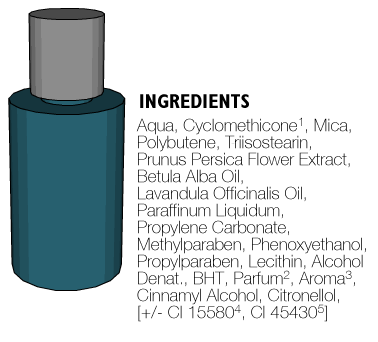 INGREDIENTS
Aqua, Cyclomethicone¹, Mica,
Polybutene, Triisostearin,
Prunus Persica Flower Extract,
Betula Alba Oil,
Lavandula Officinalis Oil,
Paraffinum Liquidum,
Propylene Carbonate,
Methylparaben, Phenoxyethanol,
Propylparaben, Lecithin, Alcohol
Denat., BHT, Parfum², Aroma³,
Cinnamyl Alcohol, Citronellol,
[+/- CI 15580⁴, CI 45430⁵]